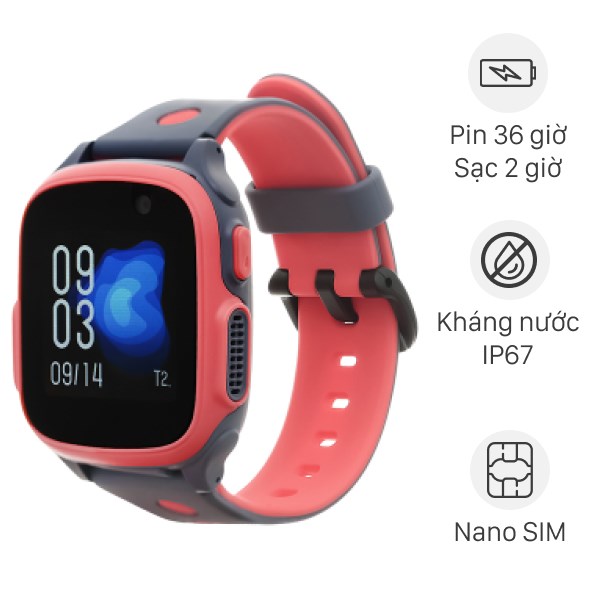 09
03
09/14
T2.
Pin 36 giờ
Sạc 2 giờ
Kháng nước
IP67
Nano SIM